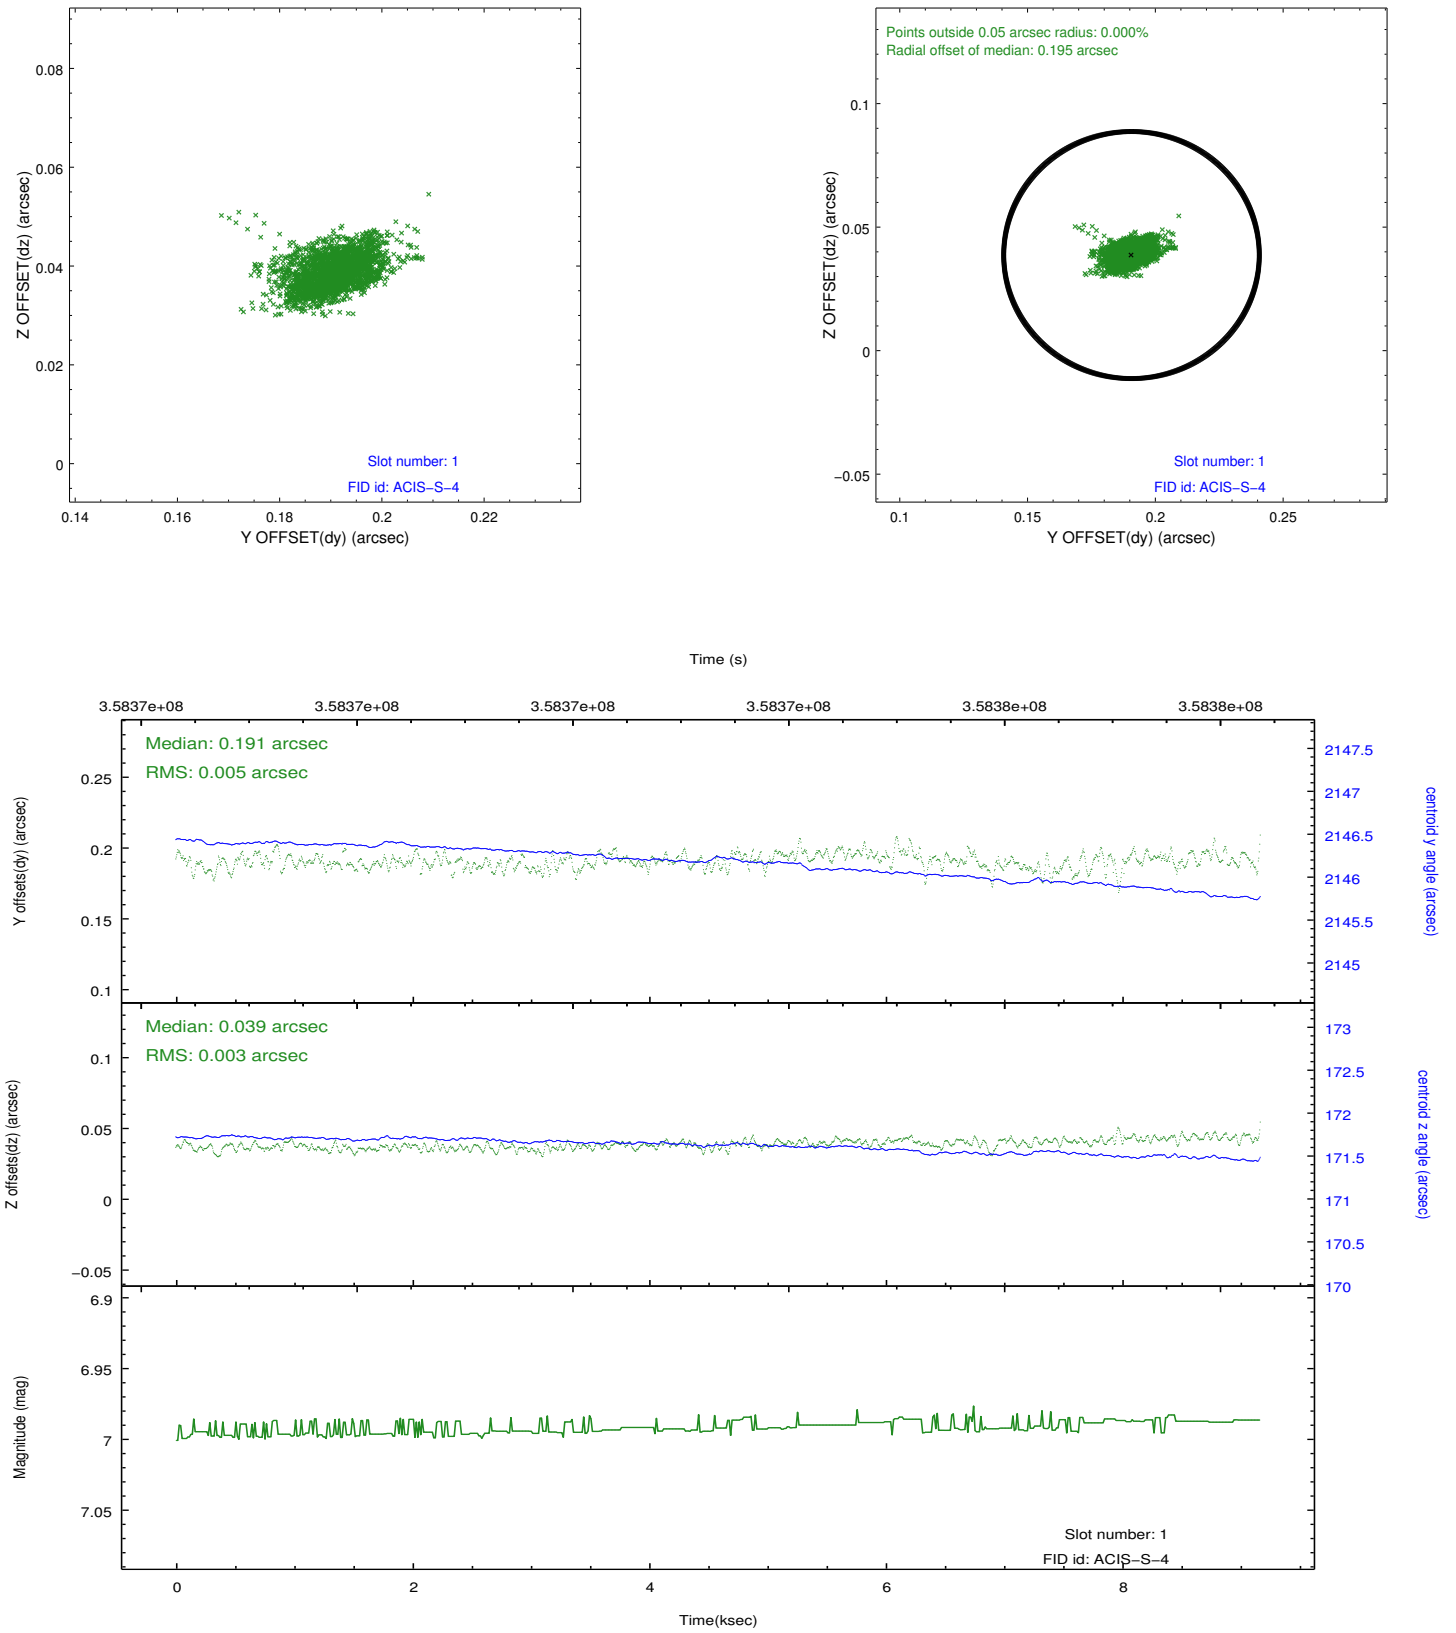 0.08
0.06
0.04
0.02
0
Z OFFSET(dz) (arcsec)
Slot number: 1
FID id: ACIS−S−4
0.14 0.16 0.18 0.2 0.22
Y OFFSET(dy) (arcsec)
Points outside 0.05 arcsec radius: 0.000%
Radial offset of median: 0.195 arcsec
0.1
0.05
0
−0.05
Z OFFSET(dz) (arcsec)
Slot number: 1
FID id: ACIS−S−4
0.1 0.15 0.2 0.25
Y OFFSET(dy) (arcsec)
Time (s)
3.5837e+08 3.5837e+08 3.5837e+08 3.5837e+08 3.5838e+08 3.5838e+08
Median: 0.191 arcsec
RMS: 0.005 arcsec
0.25
0.2
0.15
0.1
Y offsets(dy) (arcsec)
2147.5
2147
2146.5
2146
2145.5
2145
centroid y angle (arcsec)
Median: 0.039 arcsec
RMS: 0.003 arcsec
0.1
0.05
0
−0.05
Z offsets(dz) (arcsec)
173
172.5
172
171.5
171
170.5
170
centroid z angle (arcsec)
6.9
6.95
7
7.05
Magnitude (mag)
Slot number: 1
FID id: ACIS−S−4
0 2 4 6 8
Time(ksec)